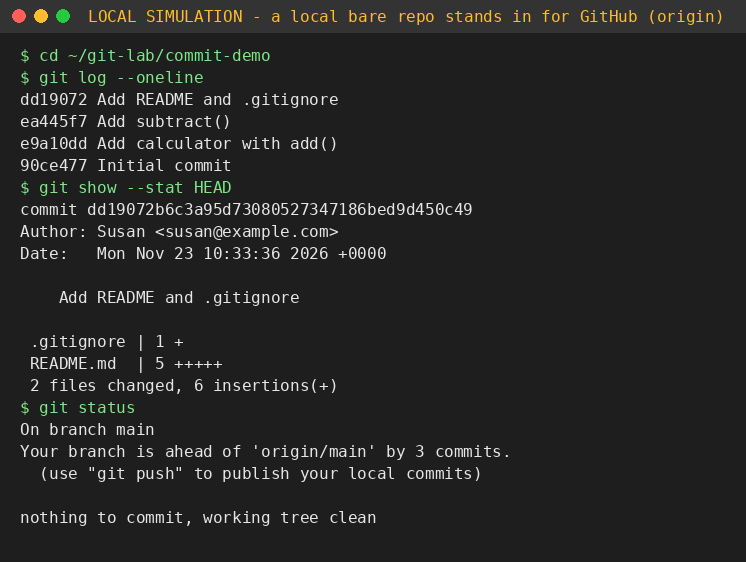 LOCAL SIMULATION - a local bare repo stands in for GitHub (origin)
$ cd ~/git-lab/commit-demo
$ git log --oneline
dd19072 Add README and .gitignore
ea445f7 Add subtract()
e9a10dd Add calculator with add()
90ce477 Initial commit
$ git show --stat HEAD
commit dd19072b6c3a95d73080527347186bed9d450c49
Author: Susan <susan@example.com>
Date:   Mon Nov 23 10:33:36 2026 +0000

    Add README and .gitignore

 .gitignore | 1 +
 README.md  | 5 +++++
 2 files changed, 6 insertions(+)
$ git status
On branch main
Your branch is ahead of 'origin/main' by 3 commits.
  (use "git push" to publish your local commits)

nothing to commit, working tree clean